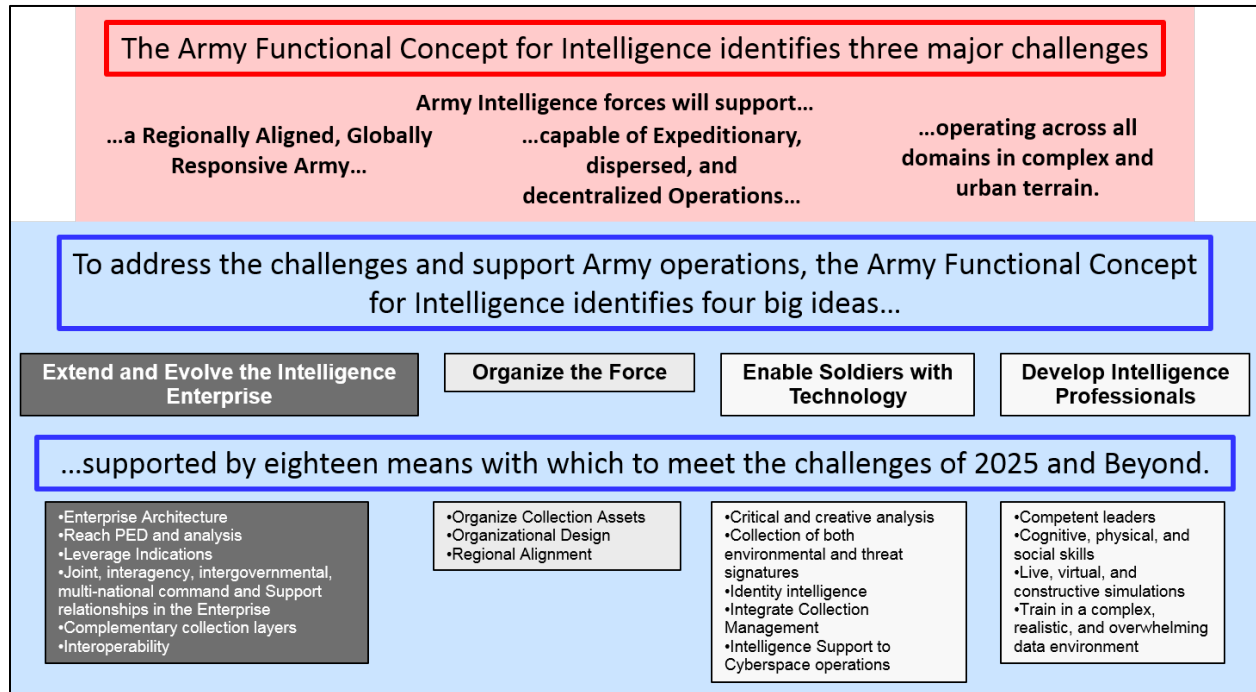 The Army Functional Concept for Intelligence identifies three major challenges
Army Intelligence forces will support...
...a Regionally Aligned, Globally
Responsive Army...
...capable of Expeditionary,
dispersed, and
decentralized Operations...
...operating across all
domains in complex and
urban terrain.
To address the challenges and support Army operations, the Army Functional Concept
for Intelligence identifies four big ideas...
Extend and Evolve the Intelligence
Enterprise
Organize the Force
Enable Soldiers with
Technology
Develop Intelligence
Professionals
...supported by eighteen means with which to meet the challenges of 2025 and Beyond.
•Enterprise Architecture
•Reach PED and analysis
•Leverage Indications
•Joint, interagency, intergovernmental,
multi-national command and Support
relationships in the Enterprise
•Complementary collection layers
•Interoperability
•Organize Collection Assets
•Organizational Design
•Regional Alignment
•Critical and creative analysis
•Collection of both
environmental and threat
signatures
•Identity intelligence
•Integrate Collection
Management
•Intelligence Support to
Cyberspace operations
•Competent leaders
•Cognitive, physical, and
social skills
•Live, virtual, and
constructive simulations
•Train in a complex,
realistic, and overwhelming
data environment